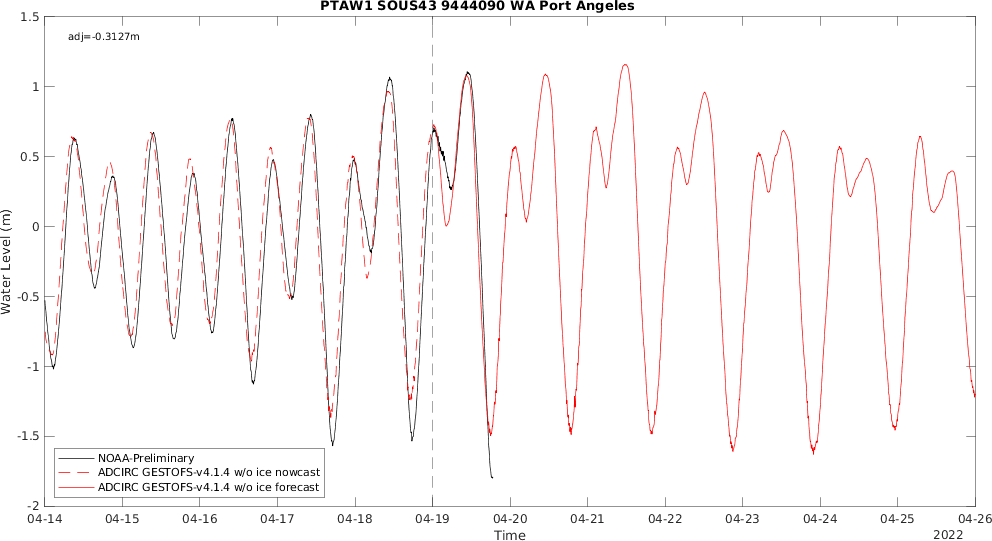 PTAW1 SOUS43 9444090 WA Port Angeles
adj=-0.3127m
1.5
1
0.5
0
-0.5
-1
-1.5
-2
Water Level (m)
NOAA-Preliminary
ADCIRC GESTOFS-v4.1.4 w/o ice nowcast
ADCIRC GESTOFS-v4.1.4 w/o ice forecast
04-14 04-15 04-16 04-17 04-18 04-19 04-20 04-21 04-22 04-23 04-24 04-25 04-26
Time
2022